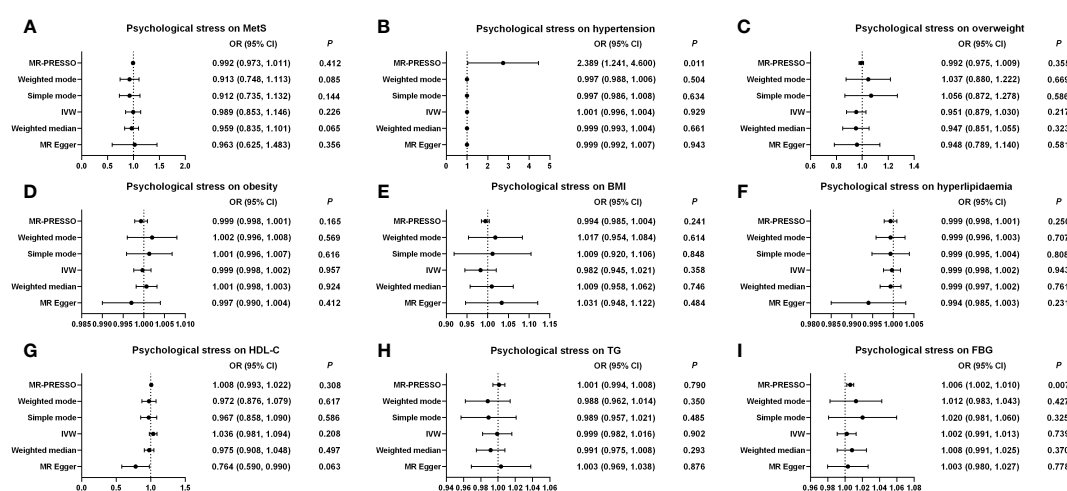 A
Psychological stress on MetS
OR (95% CI) P
MR-PRESSO 0.992 (0.973, 1.011) 0.412
Weighted mode 0.913 (0.748, 1.113) 0.085
Simple mode 0.912 (0.735, 1.132) 0.144
IVW 0.989 (0.853, 1.146) 0.226
Weighted median 0.959 (0.835, 1.101) 0.065
MR Egger 0.963 (0.625, 1.483) 0.356
0.0 0.5 1.0 1.5 2.0
B
Psychological stress on hypertension
OR (95% CI) P
MR-PRESSO 2.389 (1.241, 4.600) 0.011
Weighted mode 0.997 (0.988, 1.006) 0.504
Simple mode 0.997 (0.986, 1.008) 0.634
IVW 1.001 (0.996, 1.004) 0.929
Weighted median 0.999 (0.993, 1.004) 0.661
MR Egger 0.999 (0.992, 1.007) 0.943
0 1 2 3 4 5
C
Psychological stress on overweight
OR (95% CI) P
MR-PRESSO 0.992 (0.975, 1.009) 0.355
Weighted mode 1.037 (0.880, 1.222) 0.669
Simple mode 1.056 (0.872, 1.278) 0.586
IVW 0.951 (0.879, 1.030) 0.217
Weighted median 0.947 (0.851, 1.055) 0.323
MR Egger 0.948 (0.789, 1.140) 0.581
0.6 0.8 1.0 1.2 1.4
D
Psychological stress on obesity
OR (95% CI) P
MR-PRESSO 0.999 (0.998, 1.001) 0.165
Weighted mode 1.002 (0.996, 1.008) 0.569
Simple mode 1.001 (0.996, 1.007) 0.616
IVW 0.999 (0.998, 1.002) 0.957
Weighted median 1.001 (0.998, 1.003) 0.924
MR Egger 0.997 (0.990, 1.004) 0.412
0.985 0.990 0.995 1.000 1.005 1.010
E
Psychological stress on BMI
OR (95% CI) P
MR-PRESSO 0.994 (0.985, 1.004) 0.241
Weighted mode 1.017 (0.954, 1.084) 0.614
Simple mode 1.009 (0.920, 1.106) 0.848
IVW 0.982 (0.945, 1.021) 0.358
Weighted median 1.009 (0.958, 1.062) 0.746
MR Egger 1.031 (0.948, 1.122) 0.484
0.90 0.95 1.00 1.05 1.10 1.15
F
Psychological stress on hyperlipidaemia
OR (95% CI) P
MR-PRESSO 0.999 (0.998, 1.001) 0.250
Weighted mode 0.999 (0.996, 1.003) 0.707
Simple mode 0.999 (0.995, 1.004) 0.808
IVW 0.999 (0.998, 1.002) 0.943
Weighted median 0.999 (0.997, 1.002) 0.761
MR Egger 0.994 (0.985, 1.003) 0.231
0.980 0.985 0.990 0.995 1.000 1.005
G
Psychological stress on HDL-C
OR (95% CI) P
MR-PRESSO 1.008 (0.993, 1.022) 0.308
Weighted mode 0.972 (0.876, 1.079) 0.617
Simple mode 0.967 (0.858, 1.090) 0.586
IVW 1.036 (0.981, 1.094) 0.208
Weighted median 0.975 (0.908, 1.048) 0.497
MR Egger 0.764 (0.590, 0.990) 0.063
0.0 0.5 1.0 1.5
H
Psychological stress on TG
OR (95% CI) P
MR-PRESSO 1.001 (0.994, 1.008) 0.790
Weighted mode 0.988 (0.962, 1.014) 0.350
Simple mode 0.989 (0.957, 1.021) 0.485
IVW 0.999 (0.982, 1.016) 0.902
Weighted median 0.991 (0.975, 1.008) 0.293
MR Egger 1.003 (0.969, 1.038) 0.876
0.94 0.96 0.98 1.00 1.02 1.04 1.06
I
Psychological stress on FBG
OR (95% CI) P
MR-PRESSO 1.006 (1.002, 1.010) 0.007
Weighted mode 1.012 (0.983, 1.043) 0.427
Simple mode 1.020 (0.981, 1.060) 0.325
IVW 1.002 (0.991, 1.013) 0.739
Weighted median 1.008 (0.991, 1.025) 0.370
MR Egger 1.003 (0.980, 1.027) 0.778
0.96 0.98 1.00 1.02 1.04 1.06 1.08